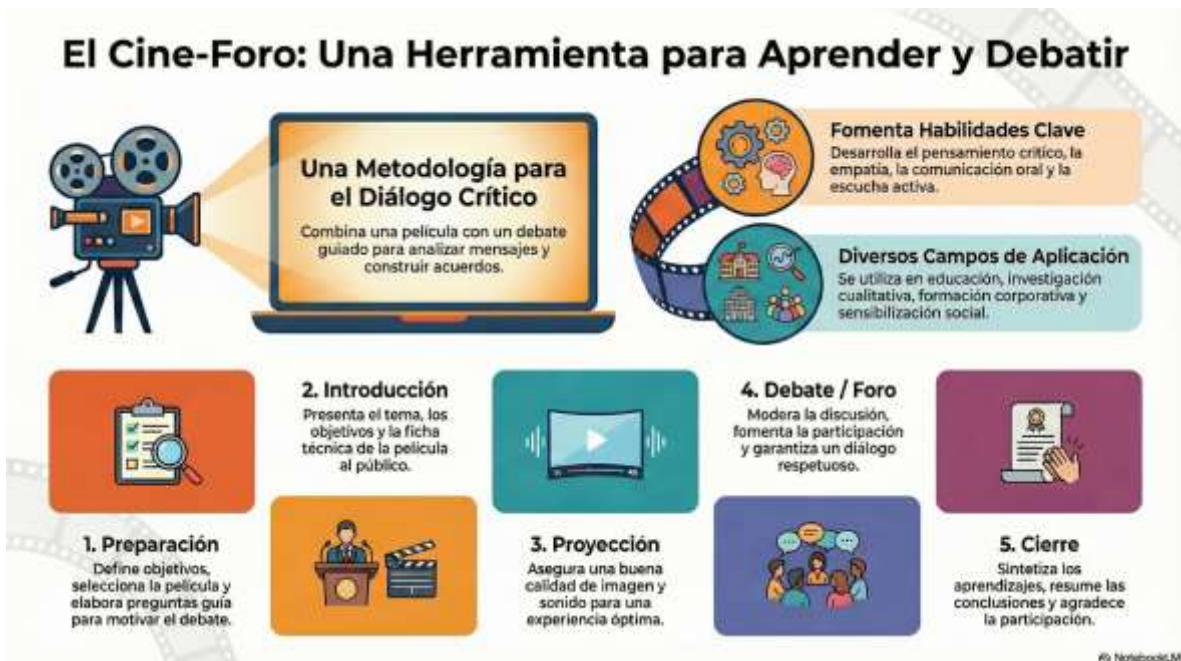 El Cine-Foro: Una Herramienta para Aprender y Debatir
Una Metodología para
el Diálogo Crítico
Combina una película con un debate
guiado para analizar mensajes y
construir acuerdos.
Fomenta Habilidades Clave
Desarrolla el pensamiento crítico, la
empatía, la comunicación oral y la
escucha activa.
Diversos Campos de Aplicación
Se utiliza en educación, investigación
cualitativa, formación corporativa y
sensibilización social.
1. Preparación
Define objetivos,
selecciona la película y
elabora preguntas guía
para motivar el debate.
2. Introducción
Presenta el tema, los
objetivos y la ficha
técnica de la película
al público.
3. Proyección
Asegura una buena
calidad de imagen y
sonido para una
experiencia óptima.
4. Debate / Foro
Modera la discusión,
fomenta la participación
y garantiza un diálogo
respetuoso.
5. Cierre
Sintetiza los
aprendizajes, resume las
conclusiones y agradece
la participación.
NotebookLM